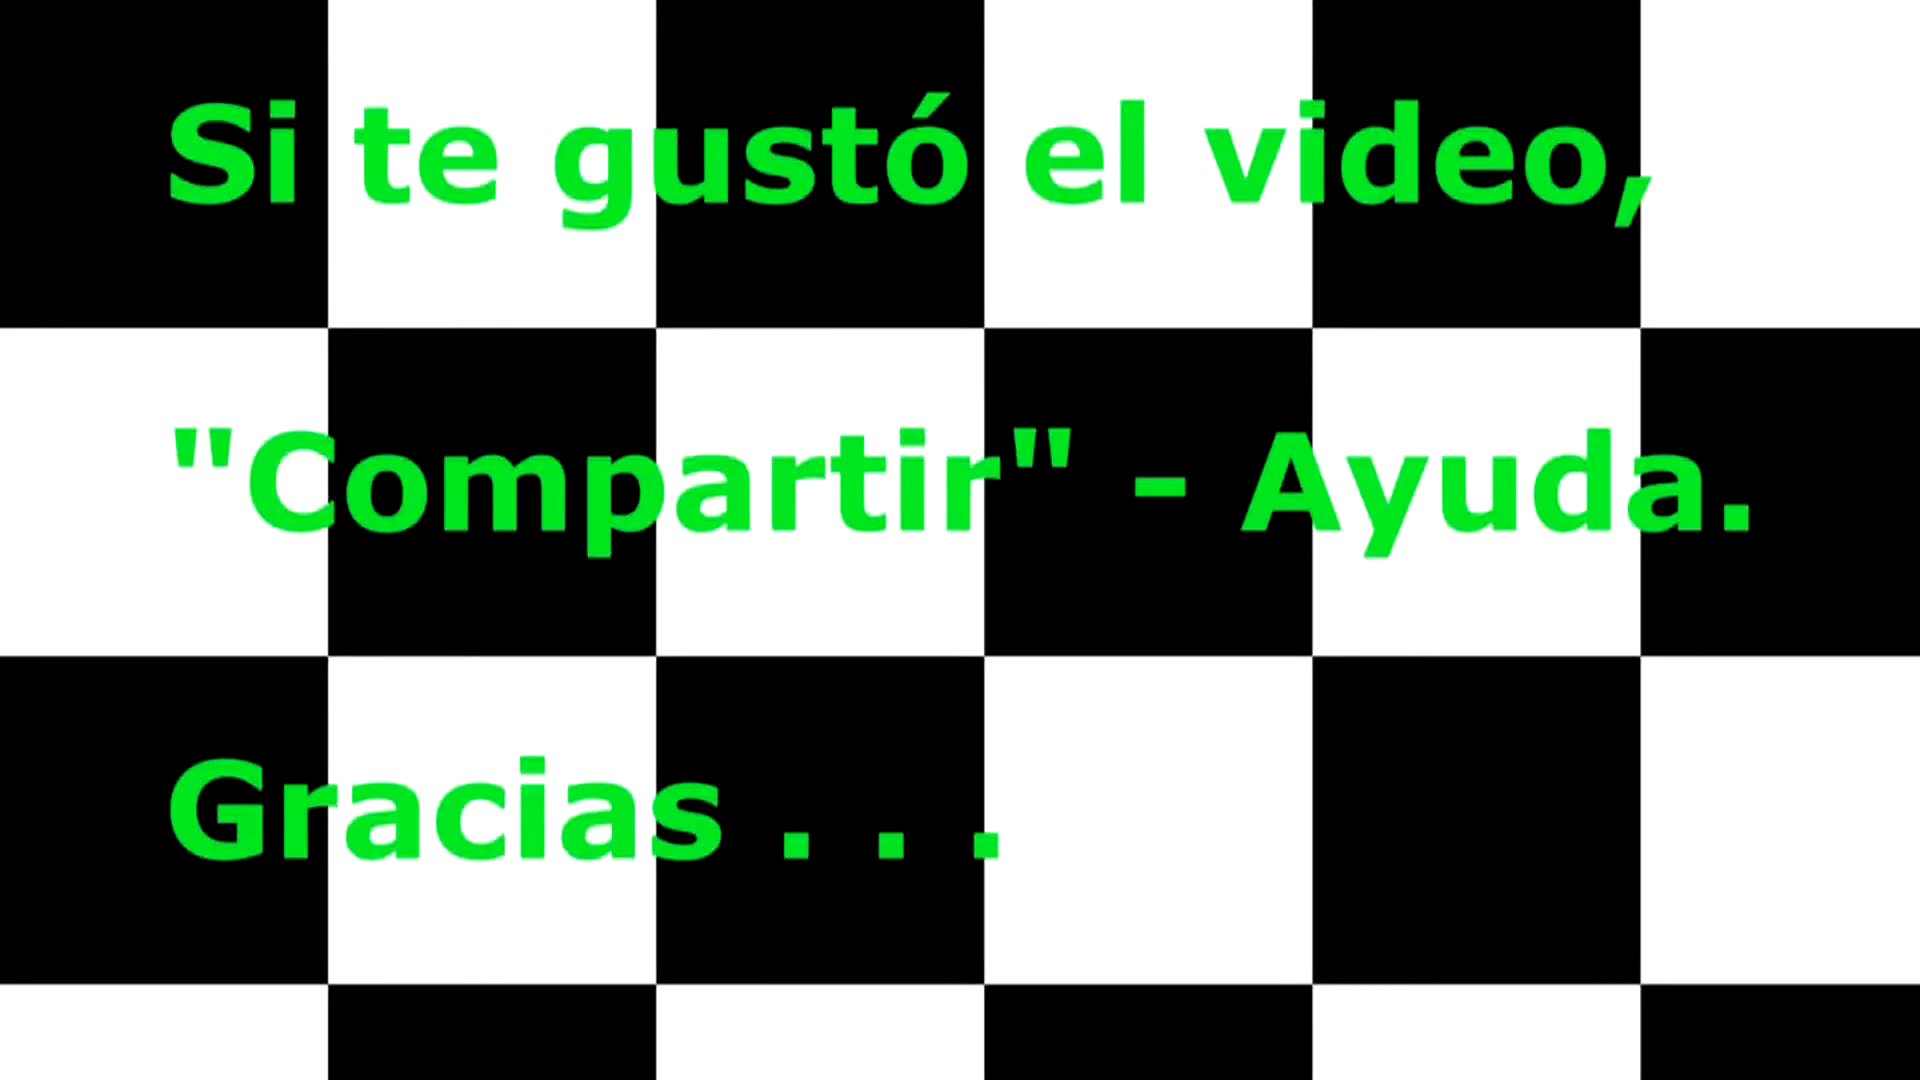 Si te gustó el video,
"Compartir" - Ayuda.
Gracias . . .